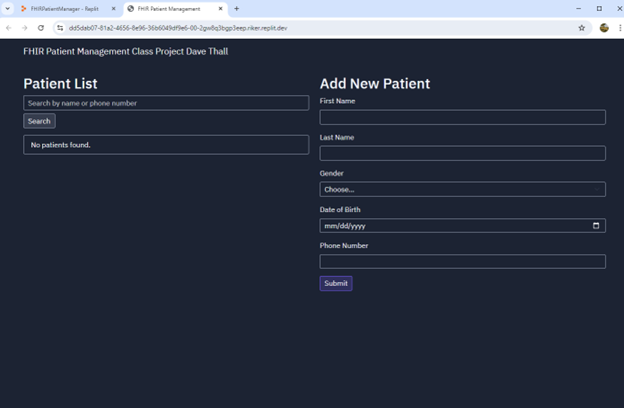 FHIRPatientManager - Replit
FHIR Patient Management
dd5dab07-81a2-4656-8e96-36b6049df9e6-00-2gw6q3bgp3eep.riker.replit.dev
FHIR Patient Management Class Project Dave Thall
Patient List
Search by name or phone number
Search
No patients found.
Add New Patient
First Name
Last Name
Gender
Choose...
Date of Birth
mm/dd/yyyy
Phone Number
Submit